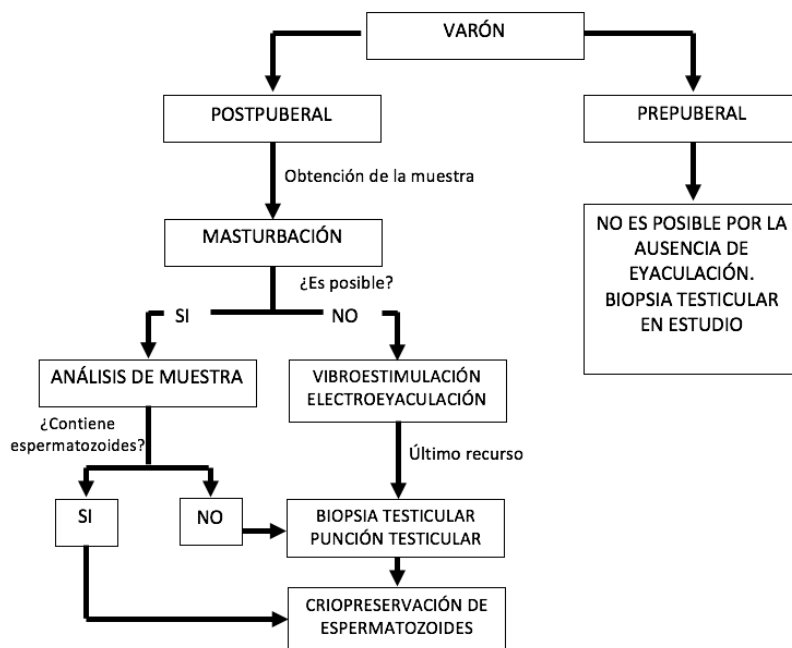 VARÓN
POSTPUBERAL
PREPUBERAL
Obtención de la muestra
MASTURBACIÓN
NO ES POSIBLE POR LA
AUSENCIA DE
EYACULACIÓN.
BIOPSIA TESTICULAR
EN ESTUDIO
¿Es posible?
SI
NO
ANÁLISIS DE MUESTRA
VIBROESTIMULACIÓN
ELECTROEYACULACIÓN
¿Contiene
espermatozoides?
Último recurso
SI
NO
BIOPSIA TESTICULAR
PUNCIÓN TESTICULAR
CRIOPRESERVACIÓN DE
ESPERMATOZOIDES